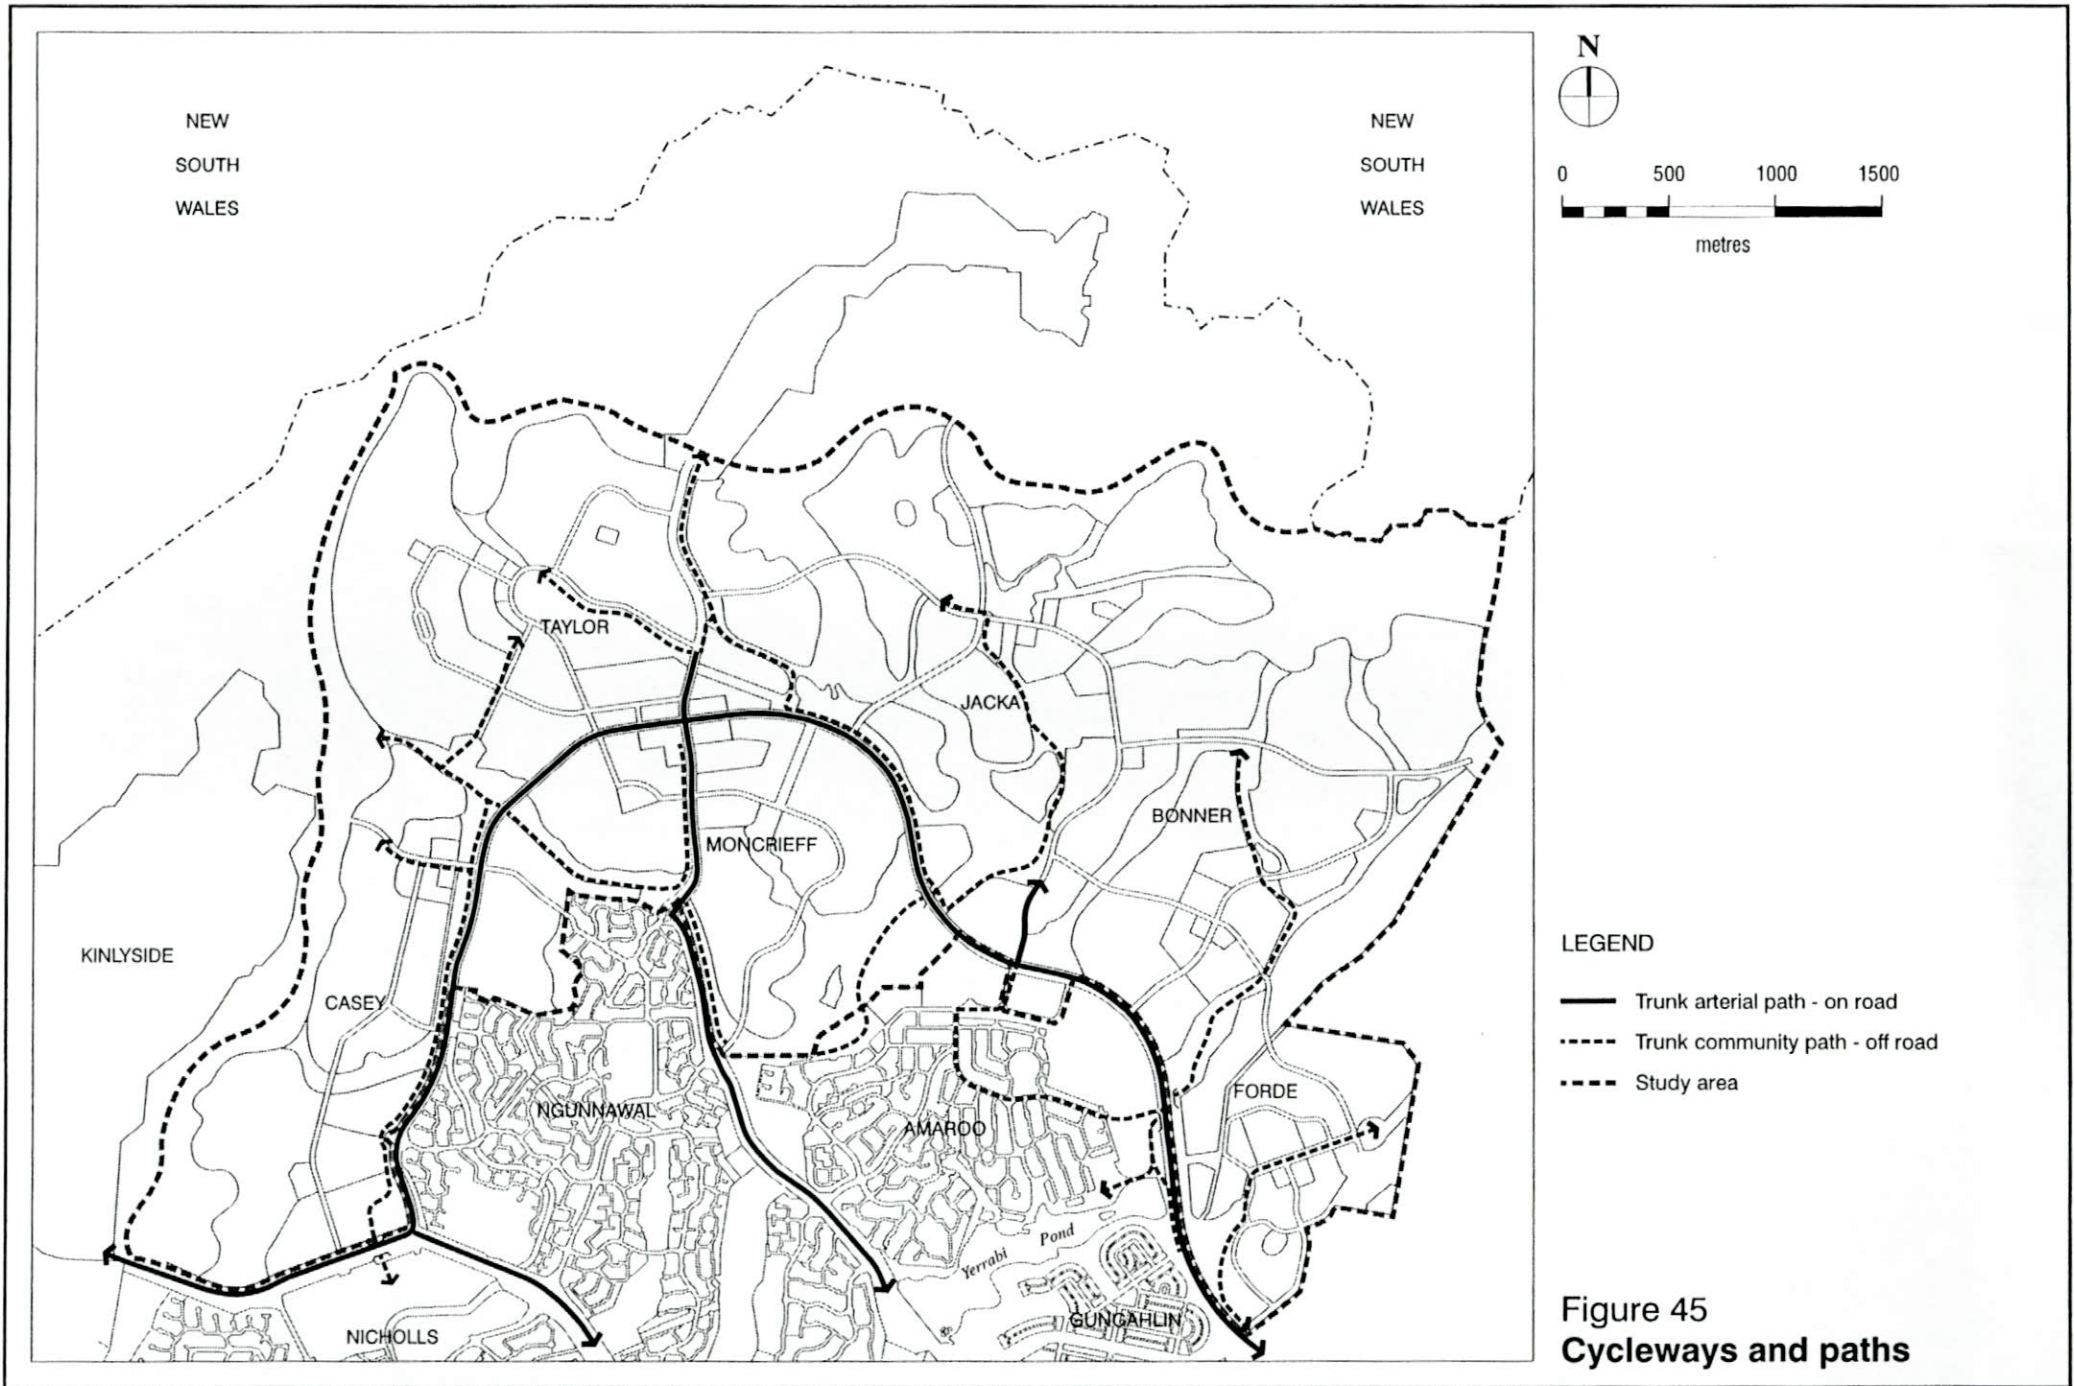 NEW
SOUTH
WALES
NEW
SOUTH
WALES
N
0 500 1000 1500
metres
TAYLOR
JACKA
BONNER
MONCRIEFF
KINLYSIDE
CASEY
NGUNNAWAL
AMAROO
FORDE
Yerrabi Pond
GUNGAHLIN
NICHOLLS
LEGEND
Trunk arterial path - on road
Trunk community path - off road
Study area
Figure 45
Cycleways and paths